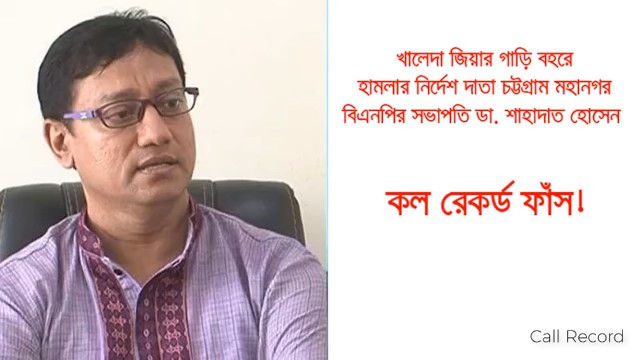 খালেদা জিয়ার গাড়ি বহরে
হামলার নির্দেশ দাতা চট্টগ্রাম মহানগর
বিএনপির সভাপতি ডা. শাহাদাত হোসেন
কল রেকর্ড ফাঁস!
Call Record